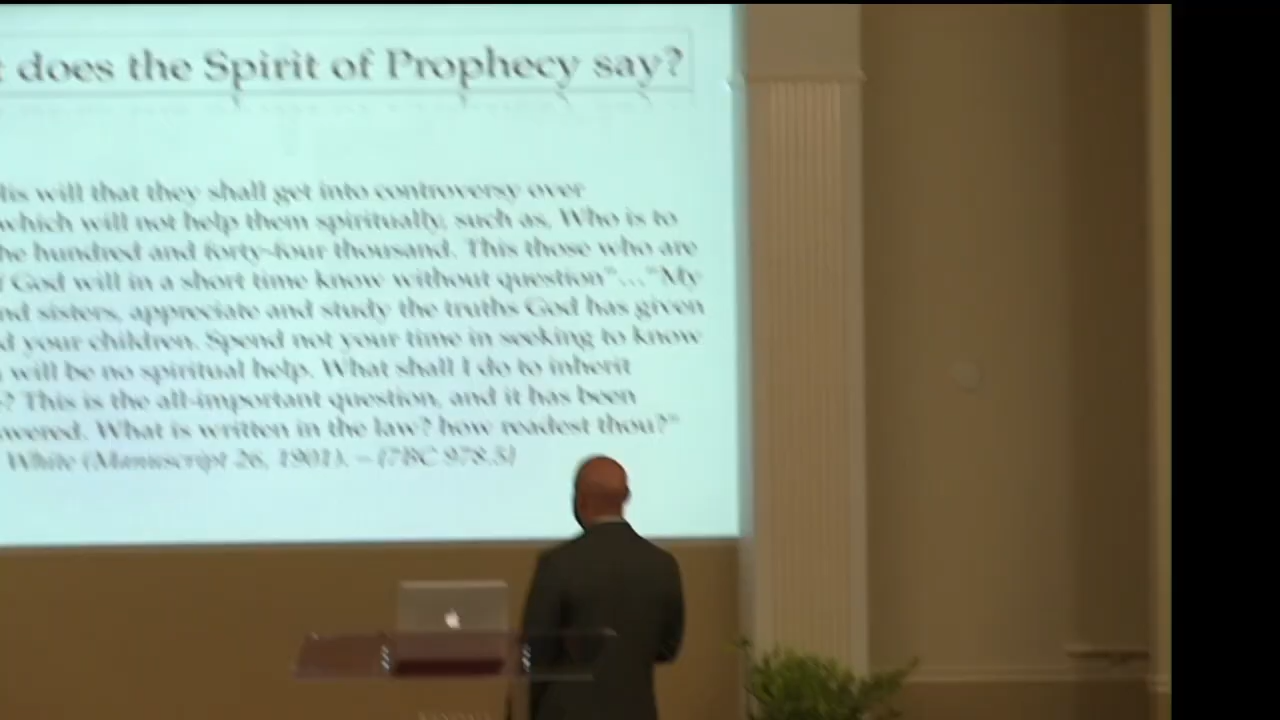 does the Spirit of Prophecy say?
His will that they shall get into controversy over
which will not help them spiritually, such as, Who is to
he hundred and forty-four thousand. This those who are
f God will in a short time know without question"..."My
nd sisters, appreciate and study the truths God has given
d your children. Spend not your time in seeking to know
will be no spiritual help. What shall I do to inherit
? This is the all-important question, and it has been
wered. What is written in the law? how readest thou?"
White (Manuscript 26, 1901). – {7BC 978.5}